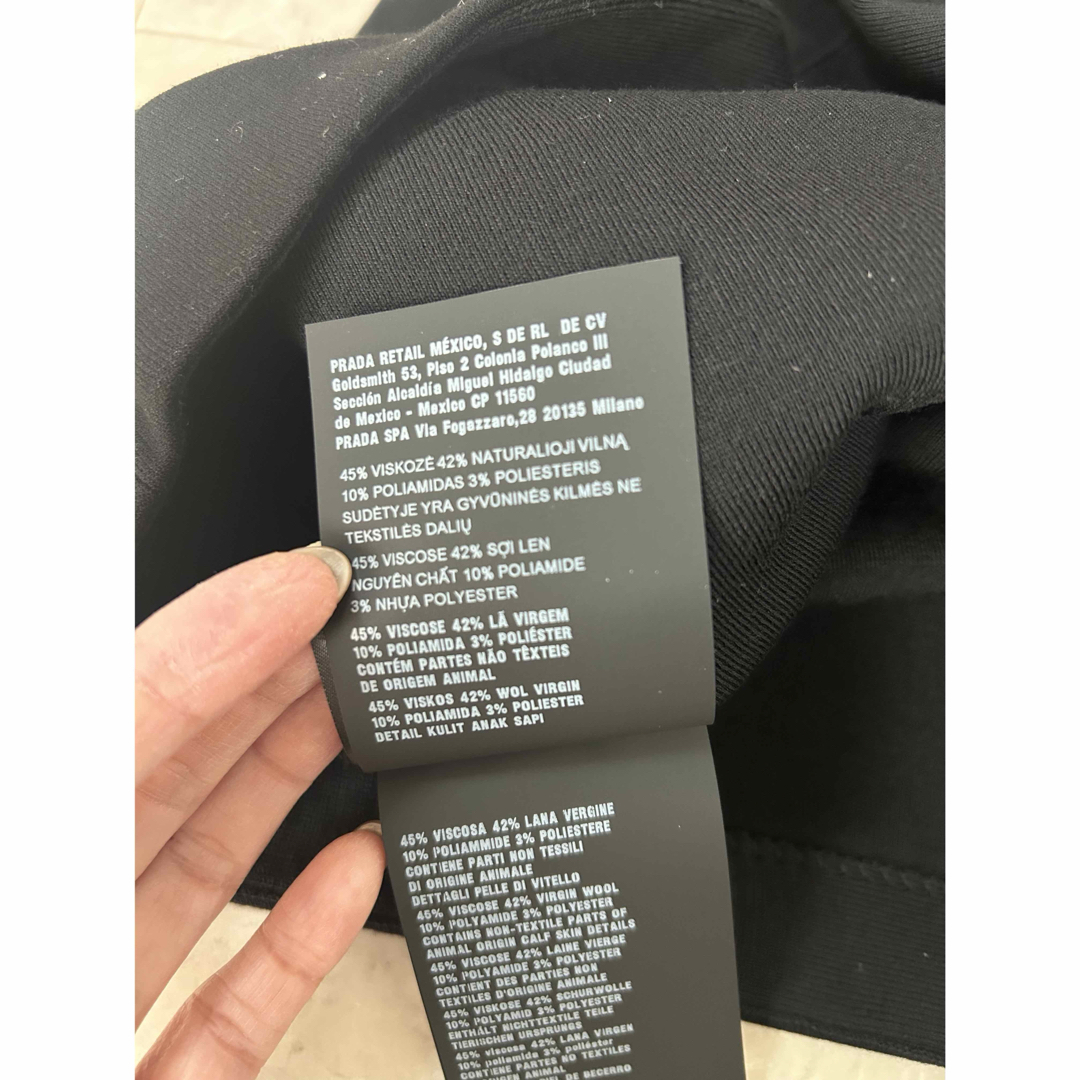 PRADA RETAIL MÉXICO, S DE RL DE CV
Goldsmith 53, Piso 2 Colonia Polanco III
Sección Alcaldía Miguel Hidalgo Ciudad
de Mexico - Mexico CP 11560
PRADA SPA Via Fogazzaro,28 20135 Milano
45% VISKOZĖ 42% NATURALIOJI VILNĄ
10% POLIAMIDAS 3% POLIESTERIS
SUDĖTYJE YRA GYVŪNINĖS KILMĖS NE
TEKSTILĖS DALIŲ
45% VISCOSE 42% SỢI LEN
NGUYÊN CHẤT 10% POLIAMIDE
3% NHỰA POLYESTER
45% VISCOSE 42% LÃ VIRGEM
10% POLIAMIDA 3% POLIÉSTER
CONTÉM PARTES NÃO TÊXTEIS
DE ORIGEM ANIMAL
45% VISKOS 42% WOL VIRGIN
10% POLIAMIDA 3% POLIESTER
DETAIL KULIT ANAK SAPI
45% VISCOSA 42% LANA VERGINE
10% POLIAMMIDE 3% POLIESTERE
CONTIENE PARTI NON TESSILI
DI ORIGINE ANIMALE
DETTAGLI PELLE DI VITELLO
45% VISCOSE 42% VIRGIN WOOL
10% POLYAMIDE 3% POLYESTER
CONTAINS NON-TEXTILE PARTS OF
ANIMAL ORIGIN CALF SKIN DETAILS
45% VISCOSE 42% LAINE VIERGE
10% POLYAMIDE 3% POLYESTER
CONTIENT DES PARTIES NON
TEXTILES D'ORIGINE ANIMALE
45% VISKOSE 42% SCHURWOLLE
10% POLYAMID 3% POLYESTER
ENTHÄLT NICHTTEXTILE TEILE
TIERISCHEN URSPRUNGS
45% viscosa 42% LANA VIRGEN
10% poliamida 3% poliéster
CONTIENE PARTES NO TEXTILES
ANIMAL
PIEL DE BECERRO